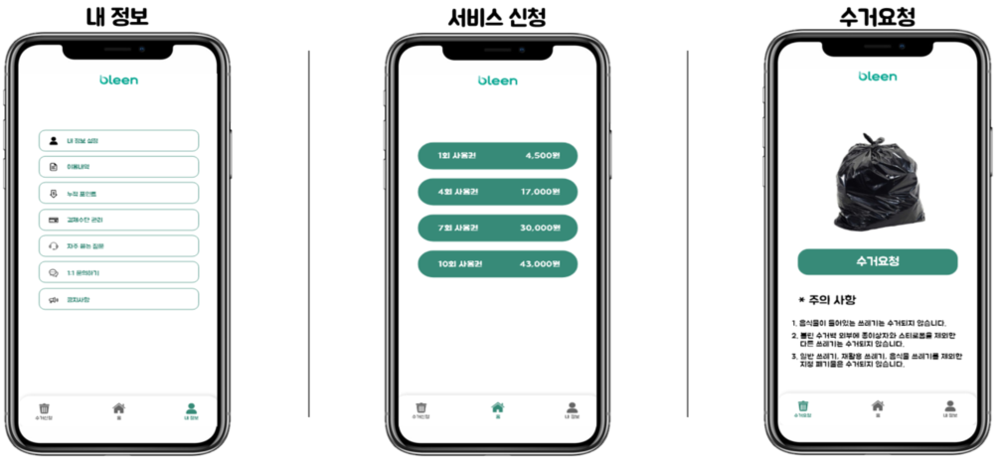 내 정보
서비스 신청
수거요청
bleen
내 정보 설정
이용내역
누적 포인트
결제수단 관리
자주 묻는 질문
1:1 문의하기
공지사항
수거신청
홈
내 정보
bleen
1회 사용권 4,500원
4회 사용권 17,000원
7회 사용권 30,000원
10회 사용권 43,000원
수거신청
홈
내 정보
bleen
수거요청
* 주의 사항
1. 음식물이 들어있는 쓰레기는 수거되지 않습니다.
2. 블린 수거백 외부에 종이상자와 스티로폼을 제외한
다른 쓰레기는 수거되지 않습니다.
3. 일반 쓰레기, 재활용 쓰레기, 음식물 쓰레기를 제외한
지정 폐기물은 수거되지 않습니다.
수거요청
홈
내 정보